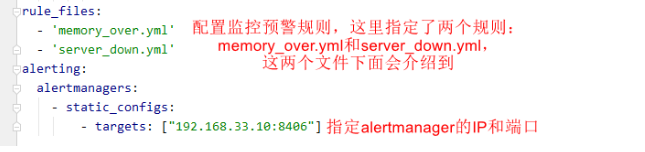 rule_files:
- 'memory_over.yml' 配置监控预警规则，这里指定了两个规则：
- 'server_down.yml' memory_over.yml和server_down.yml，
alerting: 这两个文件下面会介绍到
alertmanagers:
- static_configs:
- targets: ["192.168.33.10:8406"] 指定alertmanager的IP和端口